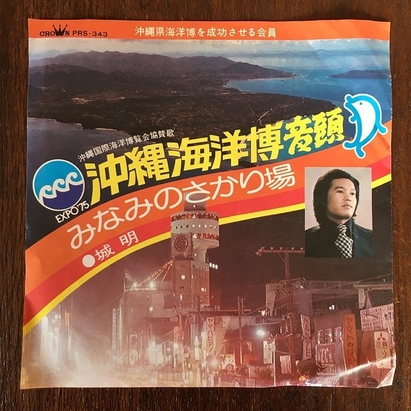 CROWN PRS-343
沖縄県海洋博を成功させる会員
沖縄国際海洋博覧会協賛歌
沖縄海洋博音頭
EXPO'75
みなみのさかり場
●城明